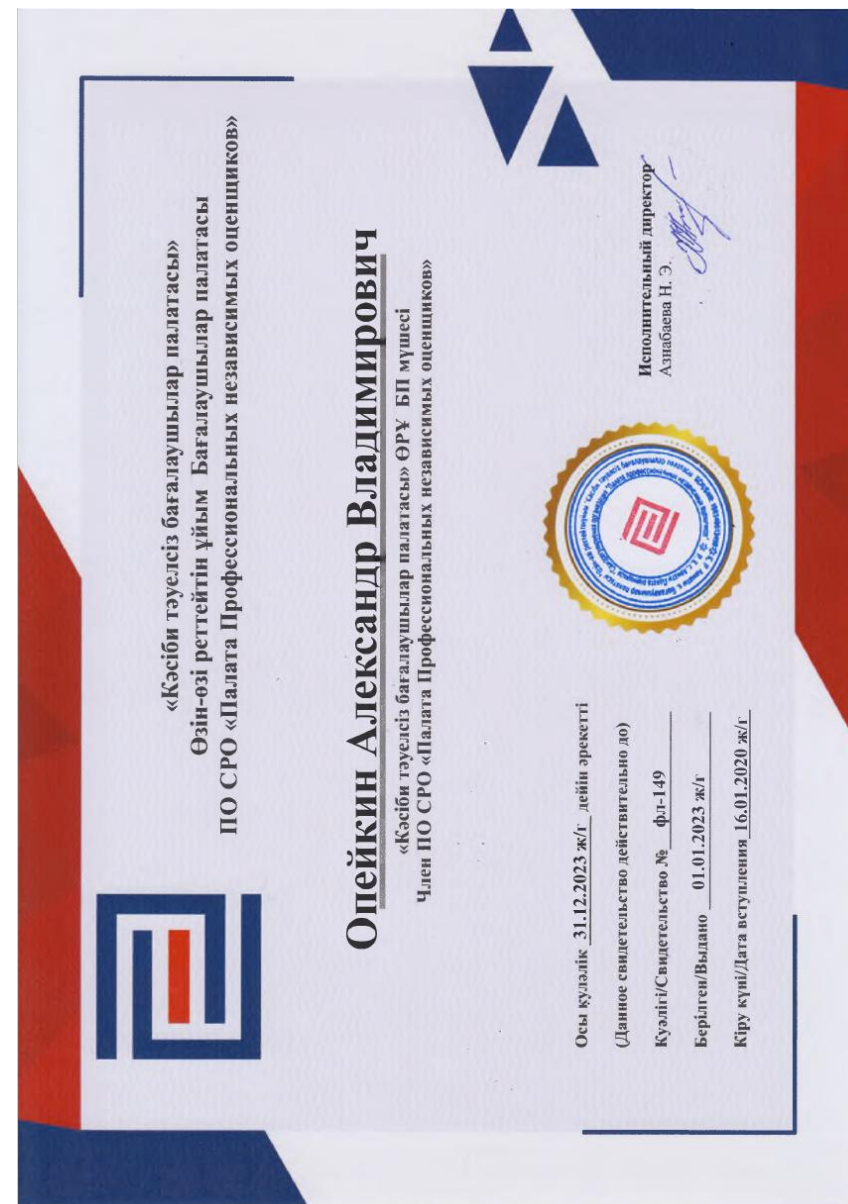 «Кәсіби тәуелсіз бағалаушылар палатасы»
Өзін-өзі реттейтін ұйым Бағалаушылар палатасы
ПО СРО «Палата Профессиональных независимых оценщиков»
Опейкин Александр Владимирович
«Кәсіби тәуелсіз бағалаушылар палатасы» ӨРҰ БП мүшесі
Член ПО СРО «Палата Профессиональных независимых оценщиков»
Осы куләлік 31.12.2023 ж/г дейін әрекетті
(Данное свидетельство действительно до)
Куәлігі/Свидетельство № фл-149
Берілген/Выдано 01.01.2023 ж/г
Кіру күні/Дата вступления 16.01.2020 ж/г
Исполнительный директор
Азнабаева Н. Э.